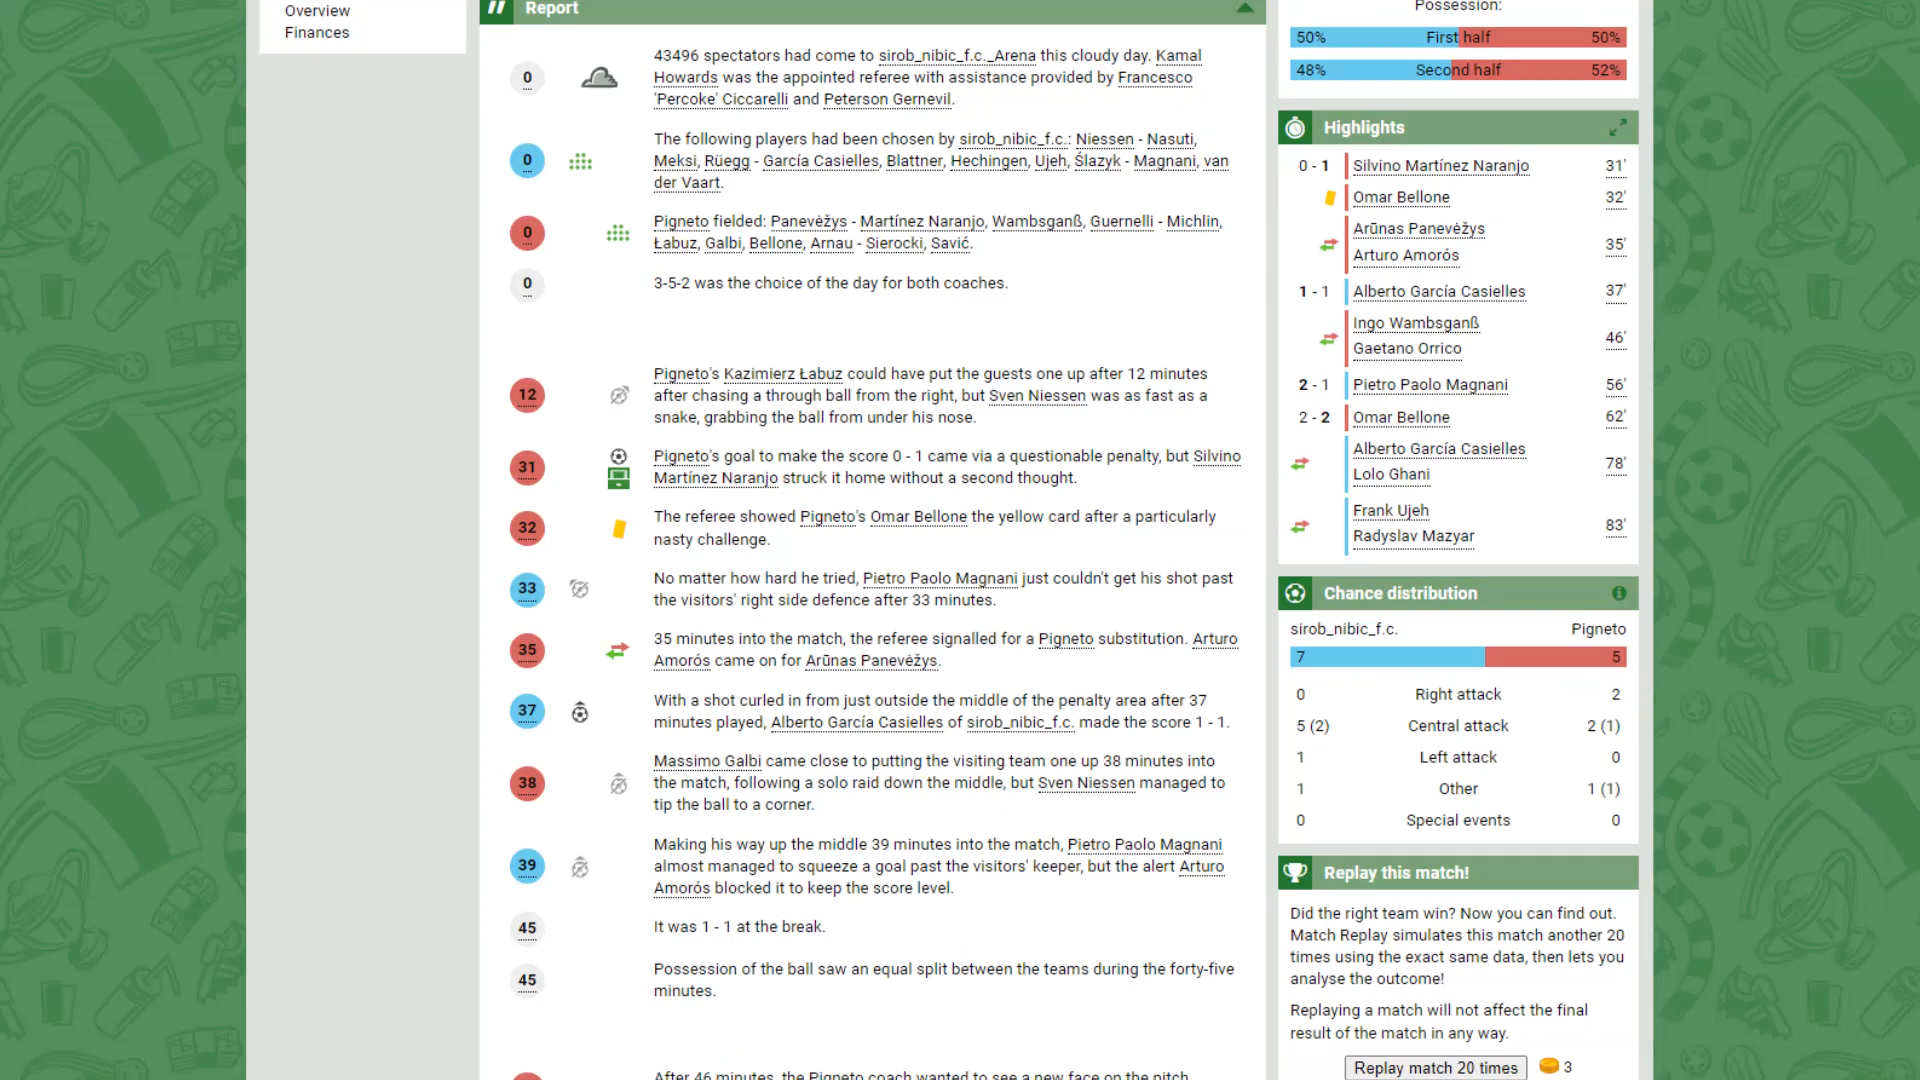 Overview
Finances
Report
0
43496 spectators had come to sirob_nibic_f.c._Arena this cloudy day. Kamal
Howards was the appointed referee with assistance provided by Francesco
'Percoke' Ciccarelli and Peterson Gernevil.
0
The following players had been chosen by sirob_nibic_f.c.: Niessen - Nasuti,
Meksi, Rüegg - García Casielles, Blattner, Hechingen, Ujeh, Ślazyk - Magnani, van
der Vaart.
0
Pigneto fielded: Panevėžys - Martínez Naranjo, Wambsganß, Guernelli - Michlin,
Łabuz, Galbi, Bellone, Arnau - Sierocki, Savić.
0
3-5-2 was the choice of the day for both coaches.
12
Pigneto's Kazimierz Łabuz could have put the guests one up after 12 minutes
after chasing a through ball from the right, but Sven Niessen was as fast as a
snake, grabbing the ball from under his nose.
31
Pigneto's goal to make the score 0 - 1 came via a questionable penalty, but Silvino
Martínez Naranjo struck it home without a second thought.
32
The referee showed Pigneto's Omar Bellone the yellow card after a particularly
nasty challenge.
33
No matter how hard he tried, Pietro Paolo Magnani just couldn't get his shot past
the visitors' right side defence after 33 minutes.
35
35 minutes into the match, the referee signalled for a Pigneto substitution. Arturo
Amorós came on for Arūnas Panevėžys.
37
With a shot curled in from just outside the middle of the penalty area after 37
minutes played, Alberto García Casielles of sirob_nibic_f.c. made the score 1 - 1.
38
Massimo Galbi came close to putting the visiting team one up 38 minutes into
the match, following a solo raid down the middle, but Sven Niessen managed to
tip the ball to a corner.
39
Making his way up the middle 39 minutes into the match, Pietro Paolo Magnani
almost managed to squeeze a goal past the visitors' keeper, but the alert Arturo
Amorós blocked it to keep the score level.
45
It was 1 - 1 at the break.
45
Possession of the ball saw an equal split between the teams during the forty-five
minutes.
After 46 minutes, the Pigneto coach wanted to see a new face on the pitch.
Possession:
50% First half 50%
48% Second half 52%
Highlights
0 - 1 Silvino Martínez Naranjo 31'
Omar Bellone 32'
Arūnas Panevėžys
Arturo Amorós 35'
1 - 1 Alberto García Casielles 37'
Ingo Wambsganß
Gaetano Orrico 46'
2 - 1 Pietro Paolo Magnani 56'
2 - 2 Omar Bellone 62'
Alberto García Casielles
Lolo Ghani 78'
Frank Ujeh
Radyslav Mazyar 83'
Chance distribution
sirob_nibic_f.c. Pigneto
7 5
0 Right attack 2
5 (2) Central attack 2 (1)
1 Left attack 0
1 Other 1 (1)
0 Special events 0
Replay this match!
Did the right team win? Now you can find out.
Match Replay simulates this match another 20
times using the exact same data, then lets you
analyse the outcome!
Replaying a match will not affect the final
result of the match in any way.
Replay match 20 times 3